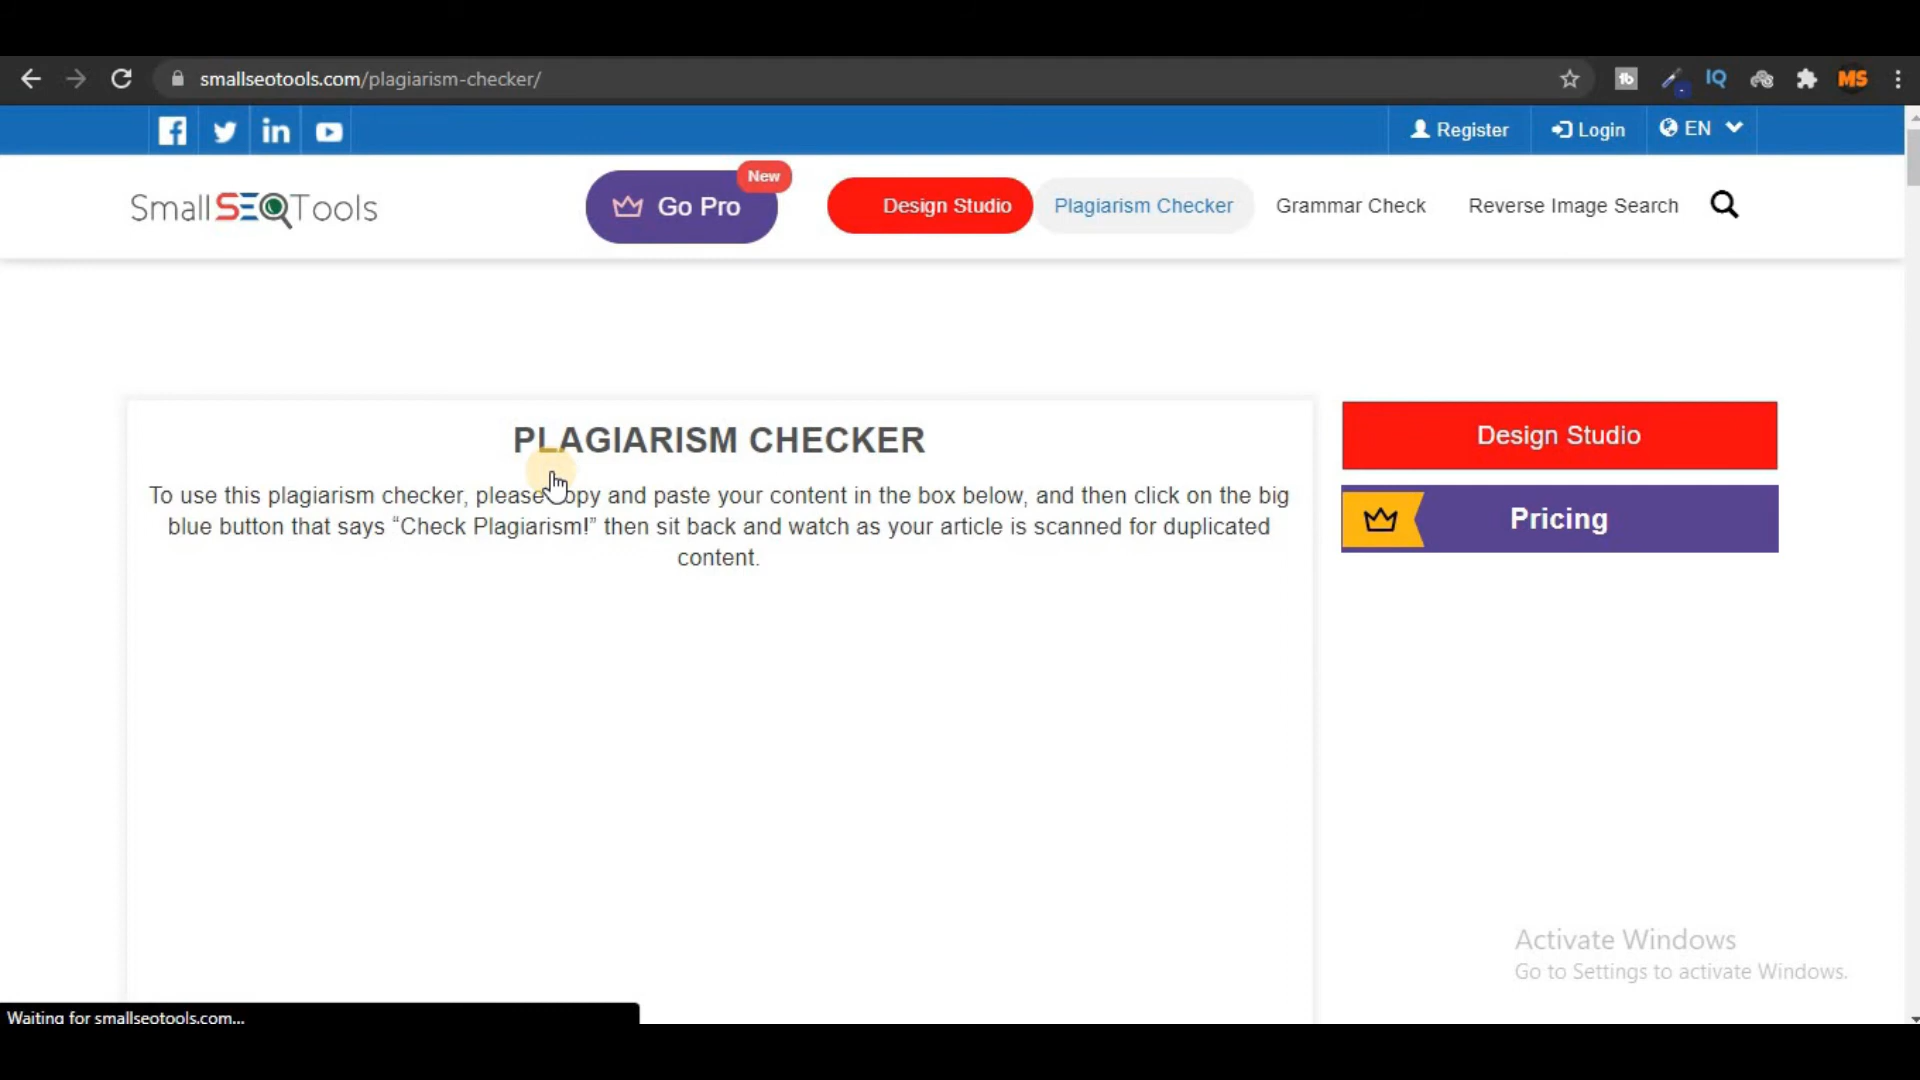 smallseotools.com/plagiarism-checker/
tb
IQ
MS
Register
Login
EN
SmallSEOTools
Go Pro
New
Design Studio
Plagiarism Checker
Grammar Check
Reverse Image Search
PLAGIARISM CHECKER
To use this plagiarism checker, please copy and paste your content in the box below, and then click on the big
blue button that says “Check Plagiarism!” then sit back and watch as your article is scanned for duplicated
content.
Design Studio
Pricing
Activate Windows
Go to Settings to activate Windows.
Waiting for smallseotools.com...